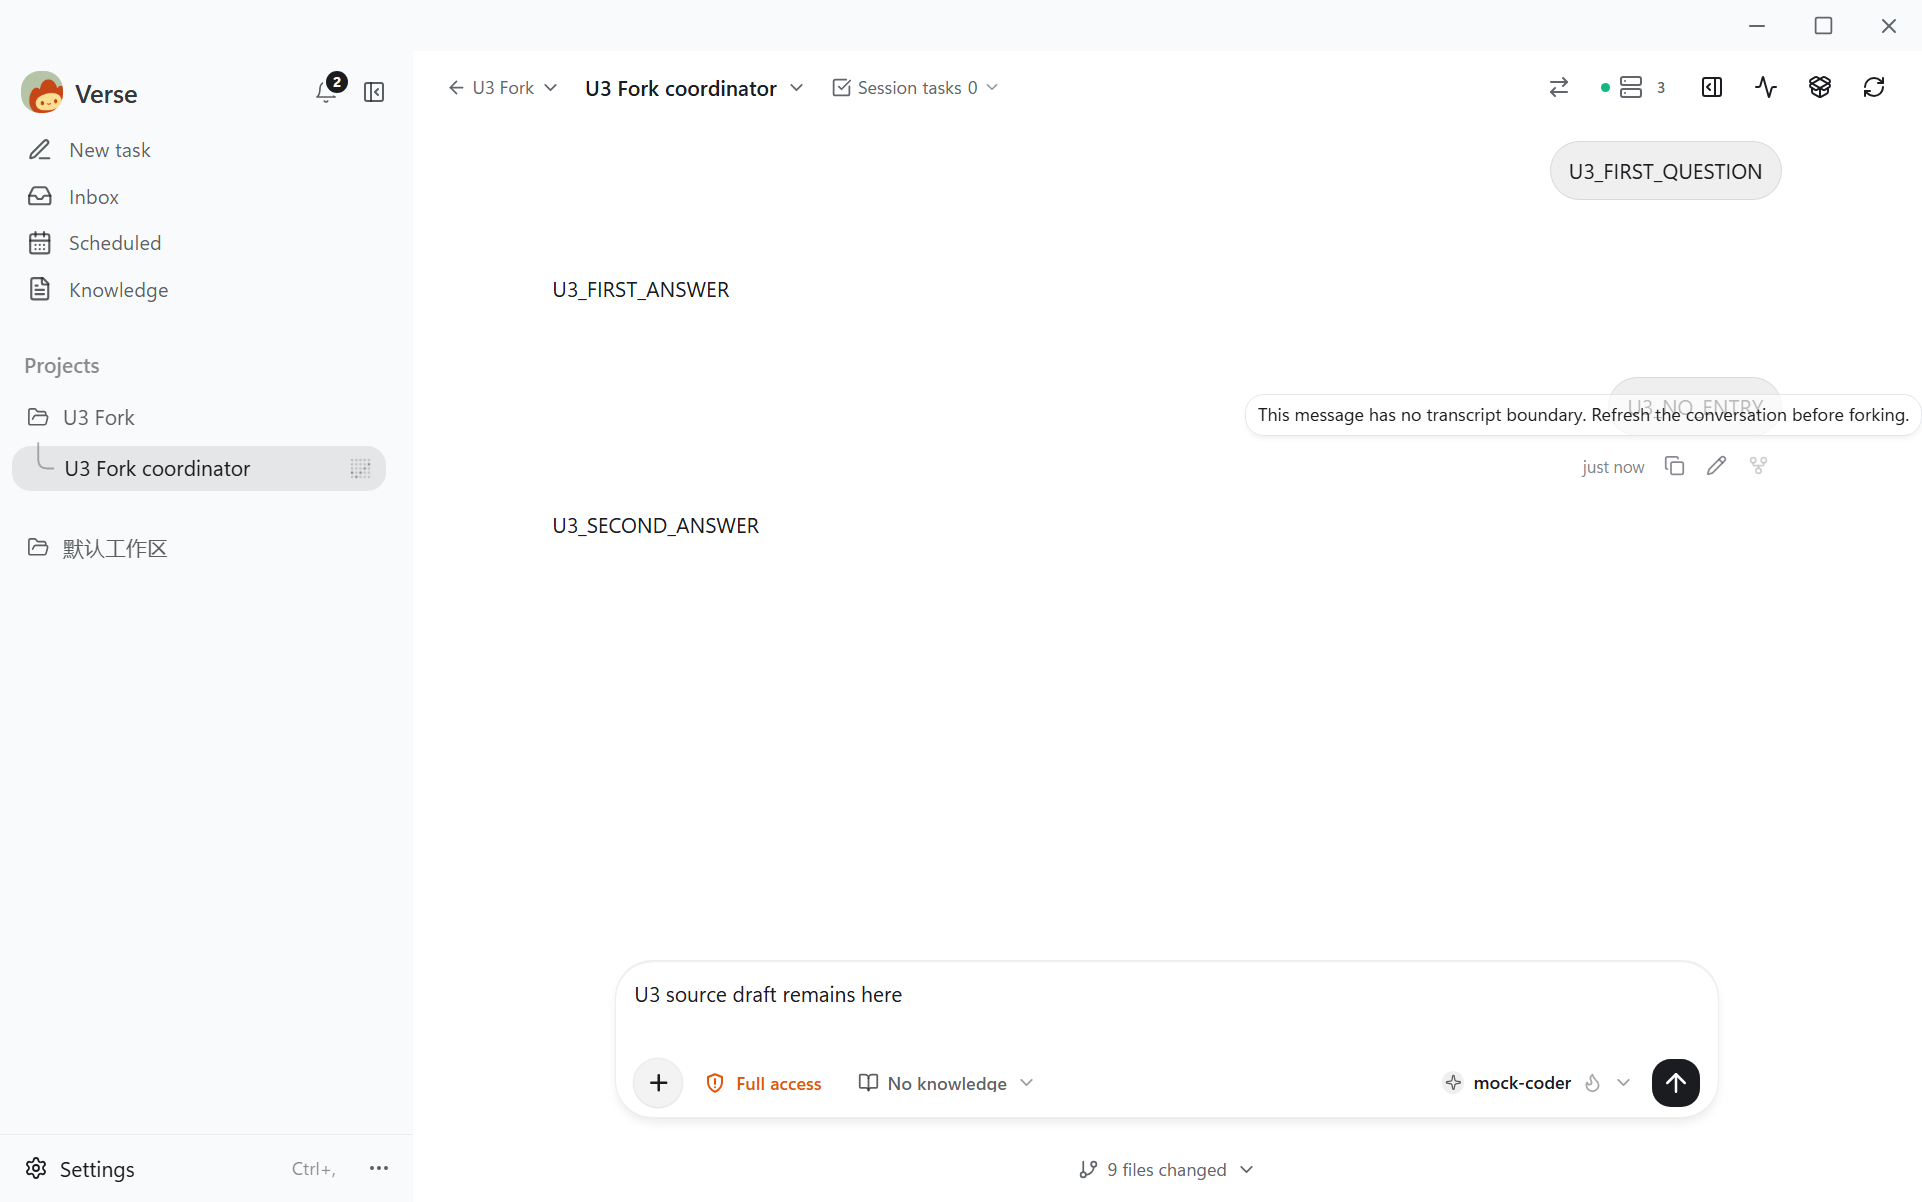 Verse
2
New task
Inbox
Scheduled
Knowledge
Projects
U3 Fork
U3 Fork coordinator
默认工作区
Settings
Ctrl+,
U3 Fork
U3 Fork coordinator
Session tasks 0
3
U3_FIRST_QUESTION
U3_FIRST_ANSWER
U3_NO_ENTRY
This message has no transcript boundary. Refresh the conversation before forking.
just now
U3_SECOND_ANSWER
U3 source draft remains here
Full access
No knowledge
mock-coder
9 files changed